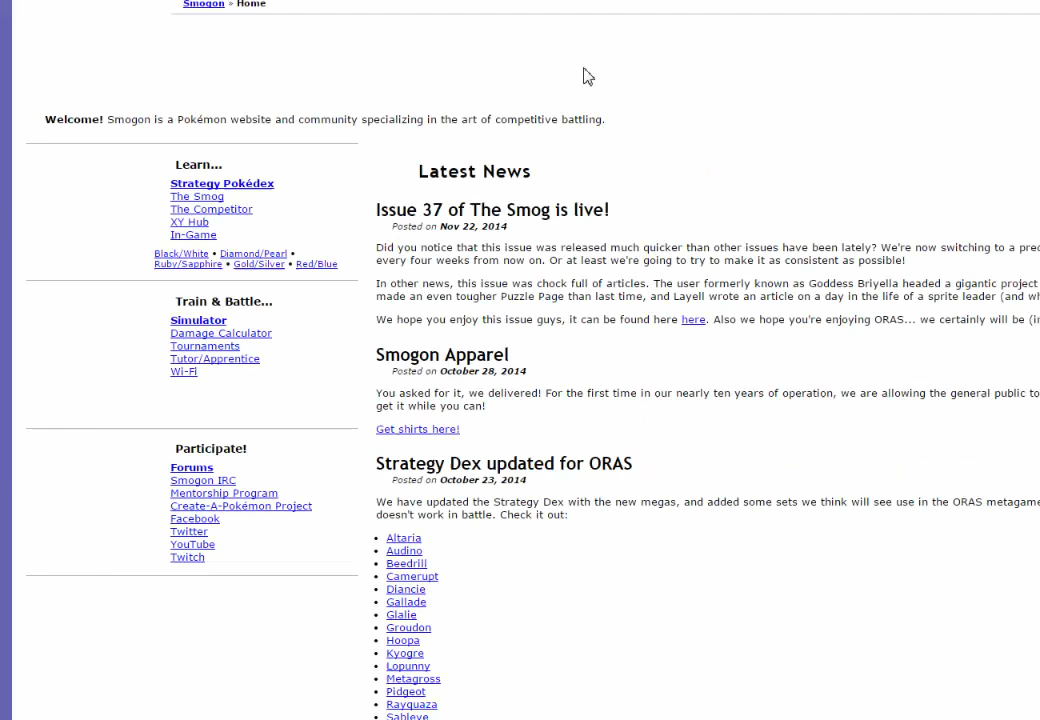 Smogon » Home
Welcome! Smogon is a Pokémon website and community specializing in the art of competitive battling.
Learn...
Strategy Pokédex
The Smog
The Competitor
XY Hub
In-Game
Black/White • Diamond/Pearl •
Ruby/Sapphire • Gold/Silver • Red/Blue
Train & Battle...
Simulator
Damage Calculator
Tournaments
Tutor/Apprentice
Wi-Fi
Participate!
Forums
Smogon IRC
Mentorship Program
Create-A-Pokémon Project
Facebook
Twitter
YouTube
Twitch
Latest News
Issue 37 of The Smog is live!
Posted on Nov 22, 2014
Did you notice that this issue was released much quicker than other issues have been lately? We're now switching to a pred
every four weeks from now on. Or at least we're going to try to make it as consistent as possible!
In other news, this issue was chock full of articles. The user formerly known as Goddess Briyella headed a gigantic project
made an even tougher Puzzle Page than last time, and Layell wrote an article on a day in the life of a sprite leader (and wh
We hope you enjoy this issue guys, it can be found here here. Also we hope you're enjoying ORAS... we certainly will be (in
Smogon Apparel
Posted on October 28, 2014
You asked for it, we delivered! For the first time in our nearly ten years of operation, we are allowing the general public to
get it while you can!
Get shirts here!
Strategy Dex updated for ORAS
Posted on October 23, 2014
We have updated the Strategy Dex with the new megas, and added some sets we think will see use in the ORAS metagame
doesn't work in battle. Check it out:
• Altaria
• Audino
• Beedrill
• Camerupt
• Diancie
• Gallade
• Glalie
• Groudon
• Hoopa
• Kyogre
• Lopunny
• Metagross
• Pidgeot
• Rayquaza
• Sableye